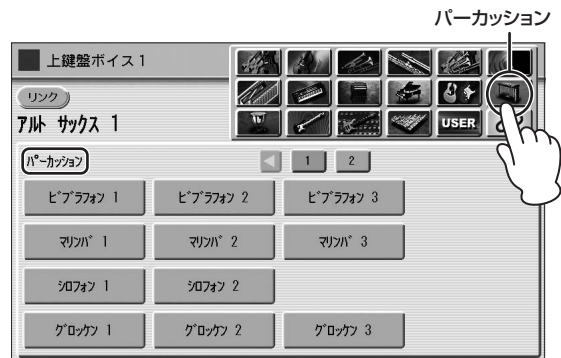 パーカッション
上鍵盤ボイス1
リンク
アルト サックス 1
USER
パーカッション
1 2
ビブラフォン 1 ビブラフォン 2 ビブラフォン 3
マリンバ 1 マリンバ 2 マリンバ 3
シロフォン 1 シロフォン 2
グロッケン 1 グロッケン 2 グロッケン 3